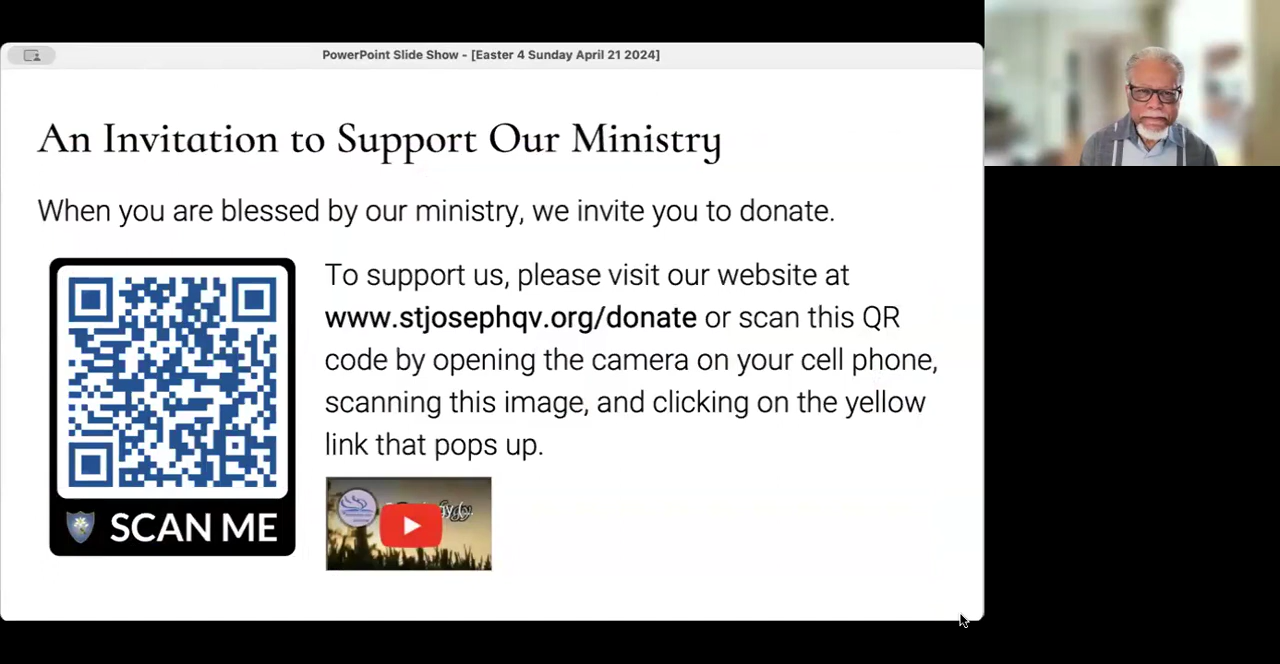 PowerPoint Slide Show - [Easter 4 Sunday April 21 2024]
An Invitation to Support Our Ministry
When you are blessed by our ministry, we invite you to donate.
To support us, please visit our website at
www.stjosephqv.org/donate or scan this QR
code by opening the camera on your cell phone,
scanning this image, and clicking on the yellow
link that pops up.
SCAN ME